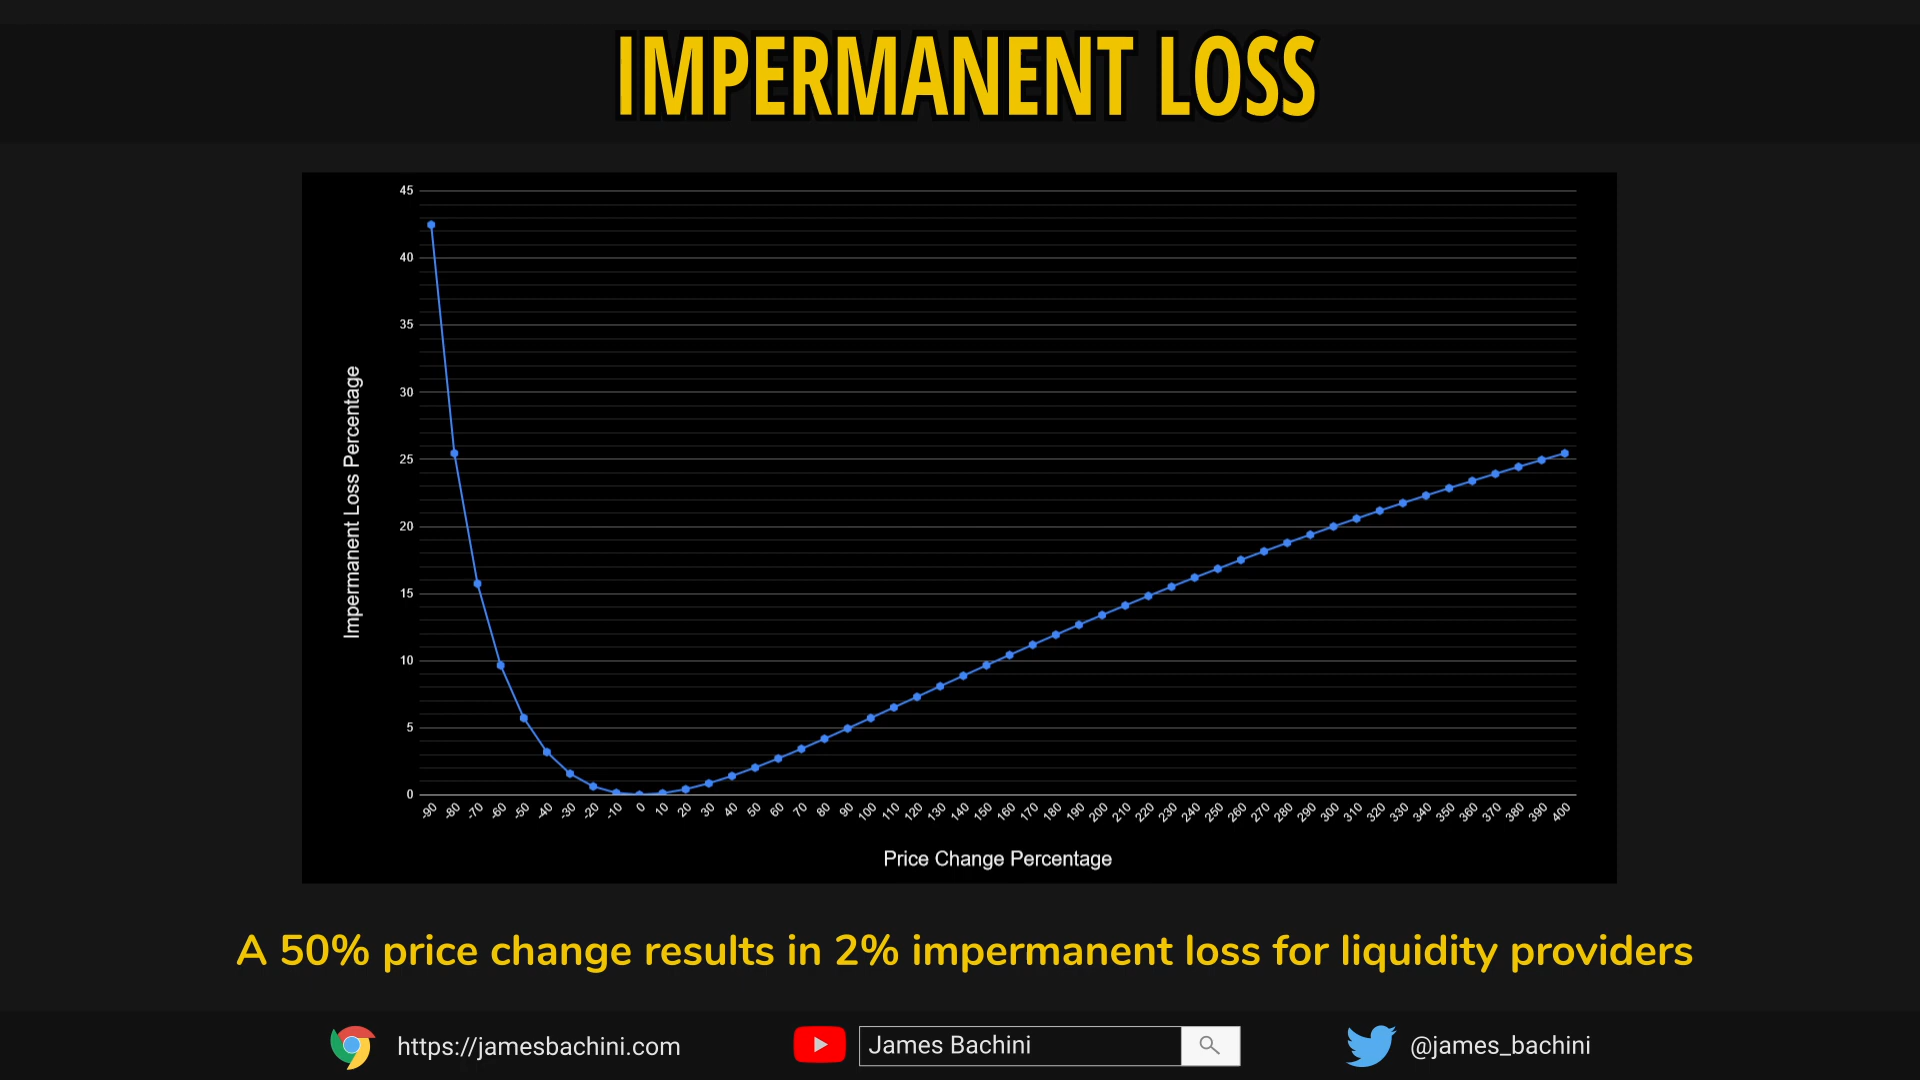 IMPERMANENT LOSS
45
40
35
30
25
20
15
10
5
0
Impermanent Loss Percentage
-90 -80 -70 -60 -50 -40 -30 -20 -10 0 10 20 30 40 50 60 70 80 90 100 110 120 130 140 150 160 170 180 190 200 210 220 230 240 250 260 270 280 290 300 310 320 330 340 350 360 370 380 390 400
Price Change Percentage
A 50% price change results in 2% impermanent loss for liquidity providers
https://jamesbachini.com
James Bachini
@james_bachini